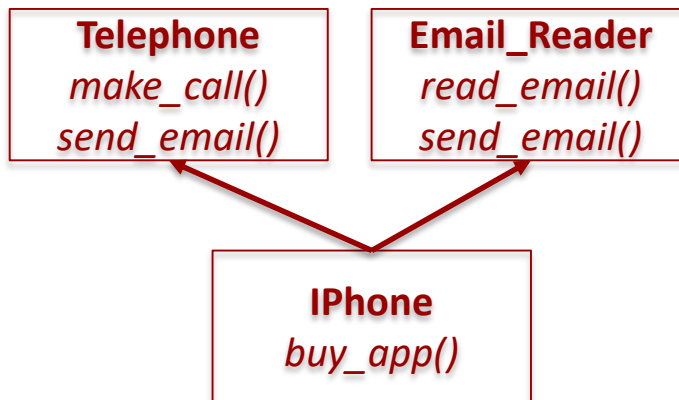 Telephone
make_call()
send_email()
Email_Reader
read_email()
send_email()
IPhone
buy_app()